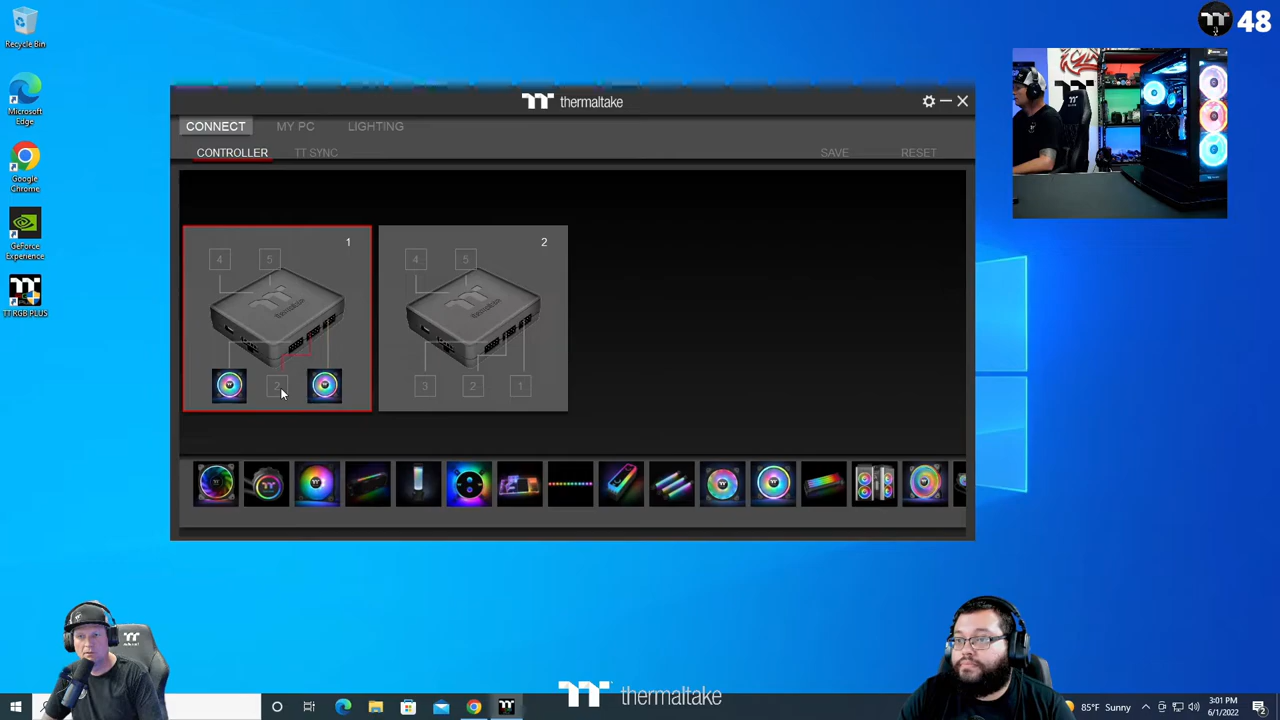 Recycle Bin
Microsoft
Edge
Google
Chrome
GeForce
Experience
TT RGB PLUS
48
thermaltake
CONNECT
MY PC
LIGHTING
CONTROLLER
TT SYNC
SAVE
RESET
1
4
5
2
2
4
5
3
2
1
thermaltake
85°F Sunny
3:01 PM
6/1/2022
2